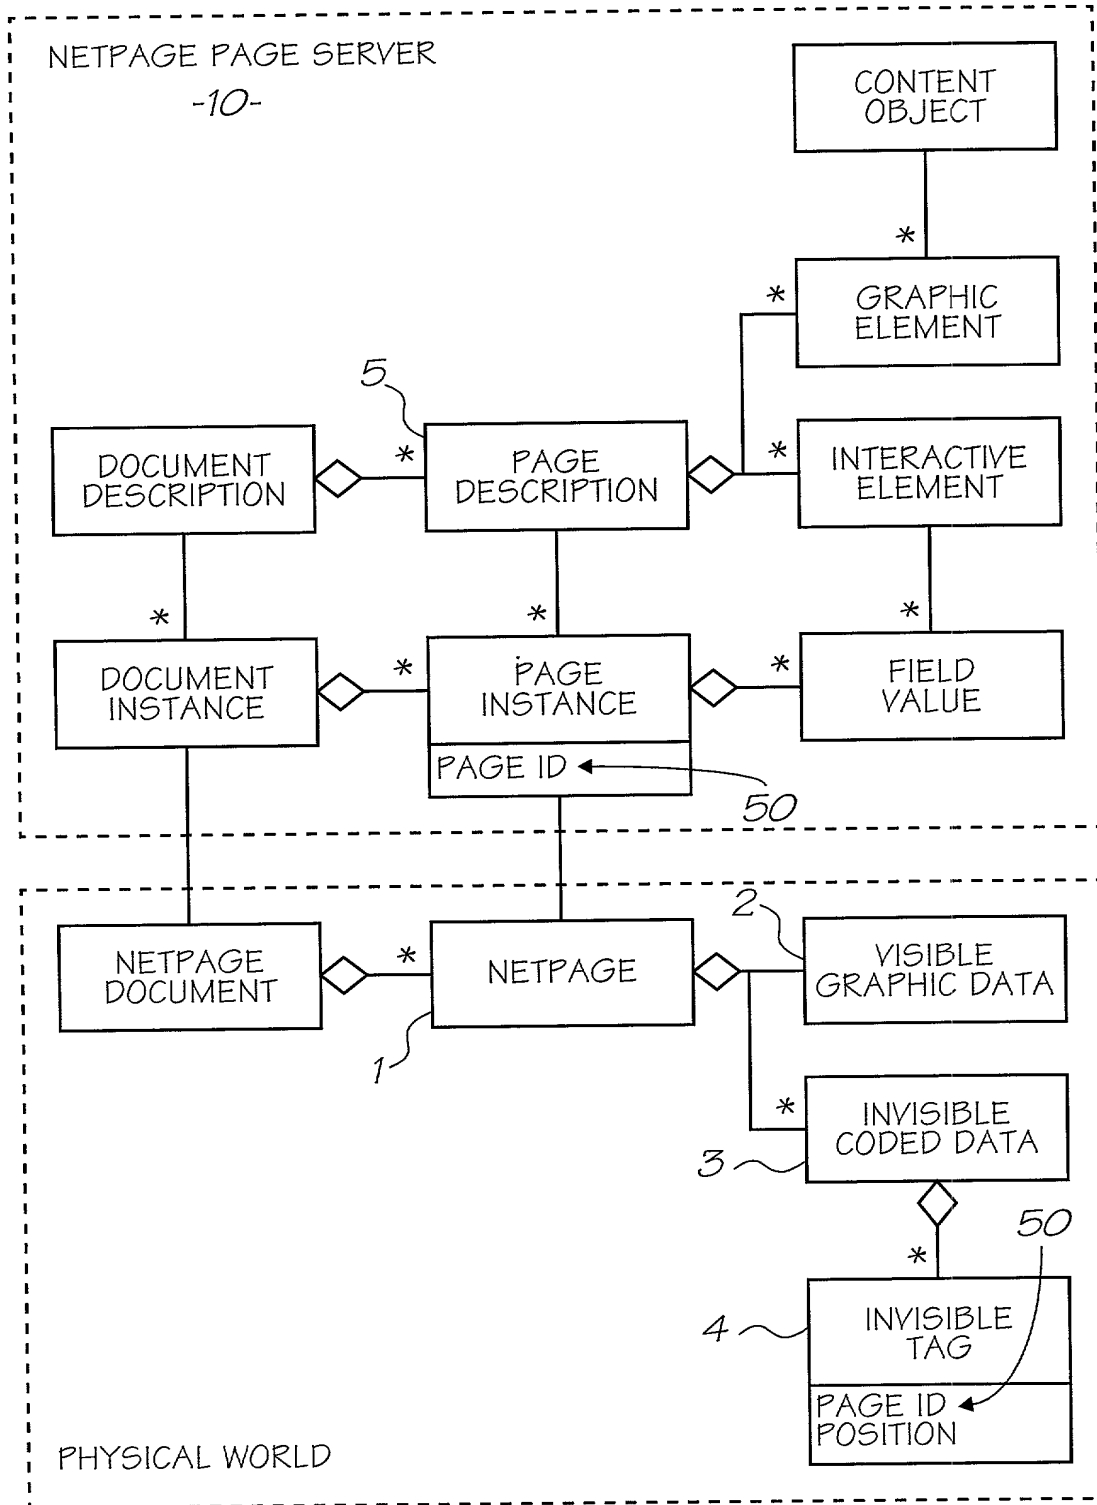 NETPAGE PAGE SERVER
-10-
CONTENT
OBJECT
*
*
GRAPHIC
ELEMENT
5
DOCUMENT
DESCRIPTION
*
PAGE
DESCRIPTION
*
INTERACTIVE
ELEMENT
*
*
*
DOCUMENT
INSTANCE
*
PAGE
INSTANCE
PAGE ID
50
*
FIELD
VALUE
NETPAGE
DOCUMENT
*
NETPAGE
1
2
VISIBLE
GRAPHIC DATA
*
INVISIBLE
CODED DATA
3
*
50
4
INVISIBLE
TAG
PAGE ID
POSITION
PHYSICAL WORLD